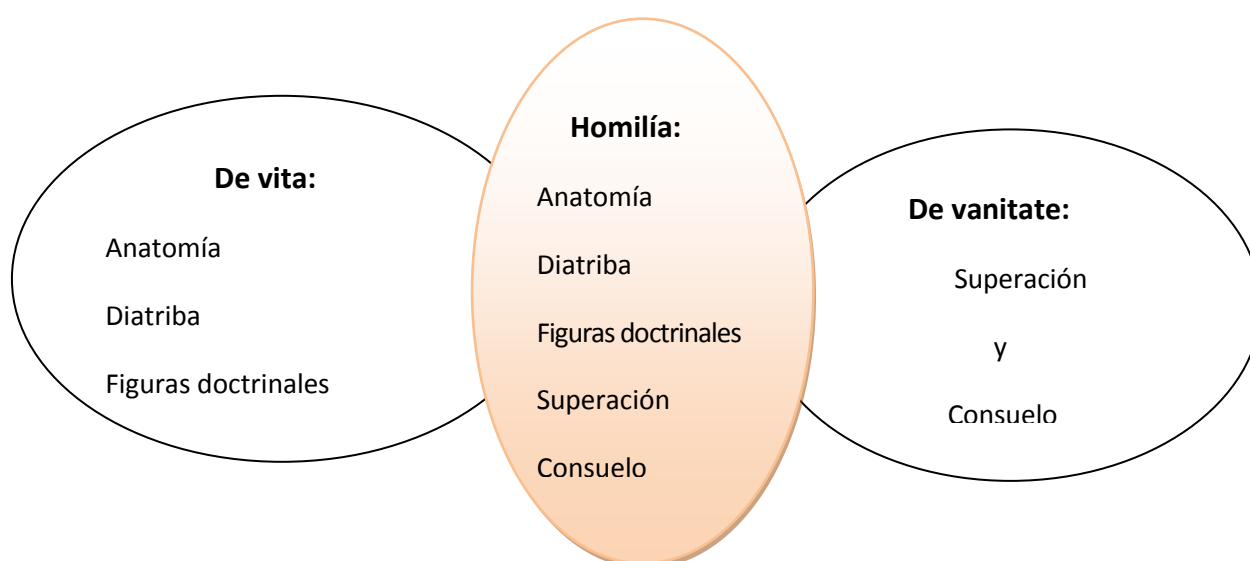 De vita:
Anatomía
Diatriba
Figuras doctrinales
Homilía:
Anatomía
Diatriba
Figuras doctrinales
Superación
Consuelo
De vanitate:
Superación
y
Consuelo